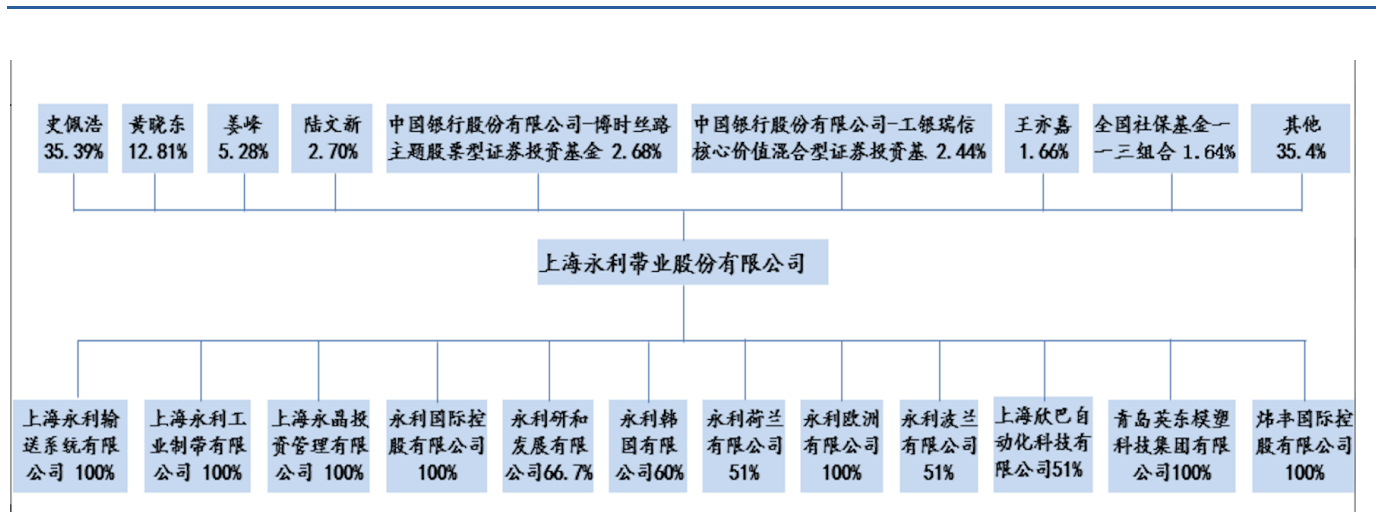 史佩浩
35.39%
黄晓东
12.81%
姜峰
5.28%
陆文新
2.70%
中国银行股份有限公司-博时丝路
主题股票型证券投资基金 2.68%
中国银行股份有限公司-工银瑞信
核心价值混合型证券投资基 2.44%
王亦嘉
1.66%
全国社保基金一
一三组合 1.64%
其他
35.4%
上海永利带业股份有限公司
上海永利输
送系统有限
公司 100%
上海永利工
业制带有限
公司 100%
上海永晶投
资管理有限
公司 100%
永利国际控
股有限公司
100%
永利研和
发展有限
公司66.7%
永利韩
国有限
公司60%
永利荷兰
有限公司
51%
永利欧洲
有限公司
100%
永利波兰
有限公司
51%
上海欣巴自
动化科技有
限公司51%
青岛英东模塑
科技集团有限
公司100%
炜丰国际控
股有限公司
100%